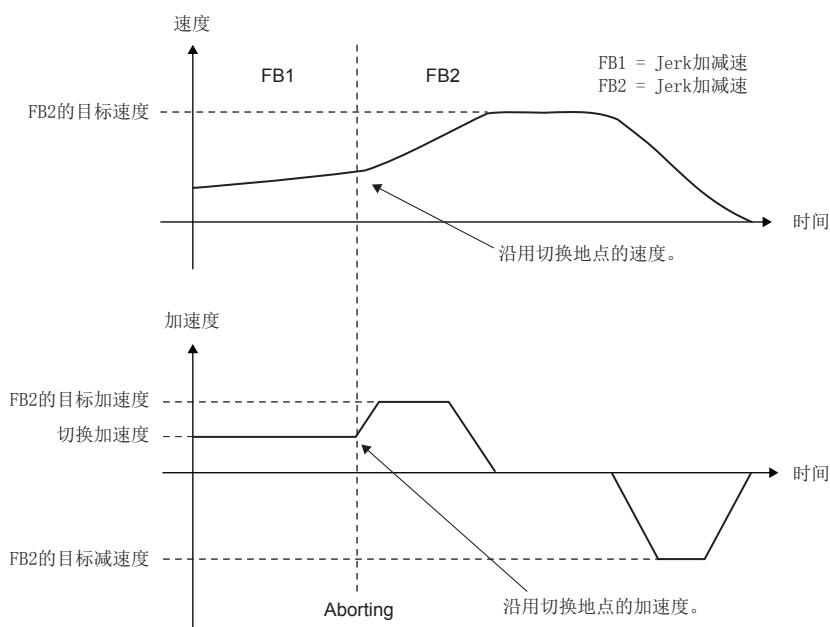 速度
FB1
FB2
FB1 = Jerk加减速
FB2 = Jerk加减速
FB2的目标速度
时间
沿用切换地点的速度。
加速度
FB2的目标加速度
切换加速度
时间
FB2的目标减速度
沿用切换地点的加速度。
Aborting